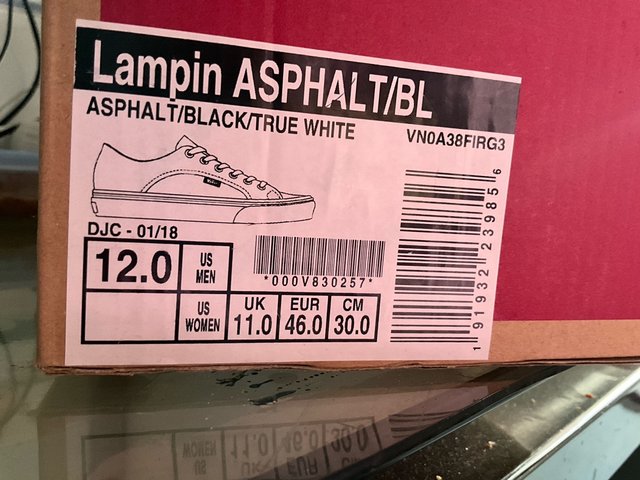 Lampin ASPHALT/BL
ASPHALT/BLACK/TRUE WHITE
VN0A38FIRG3
DJC - 01/18
12.0 US MEN
*000V830257*
US WOMEN
UK 11.0
EUR 46.0
CM 30.0
1 91932 23985 6